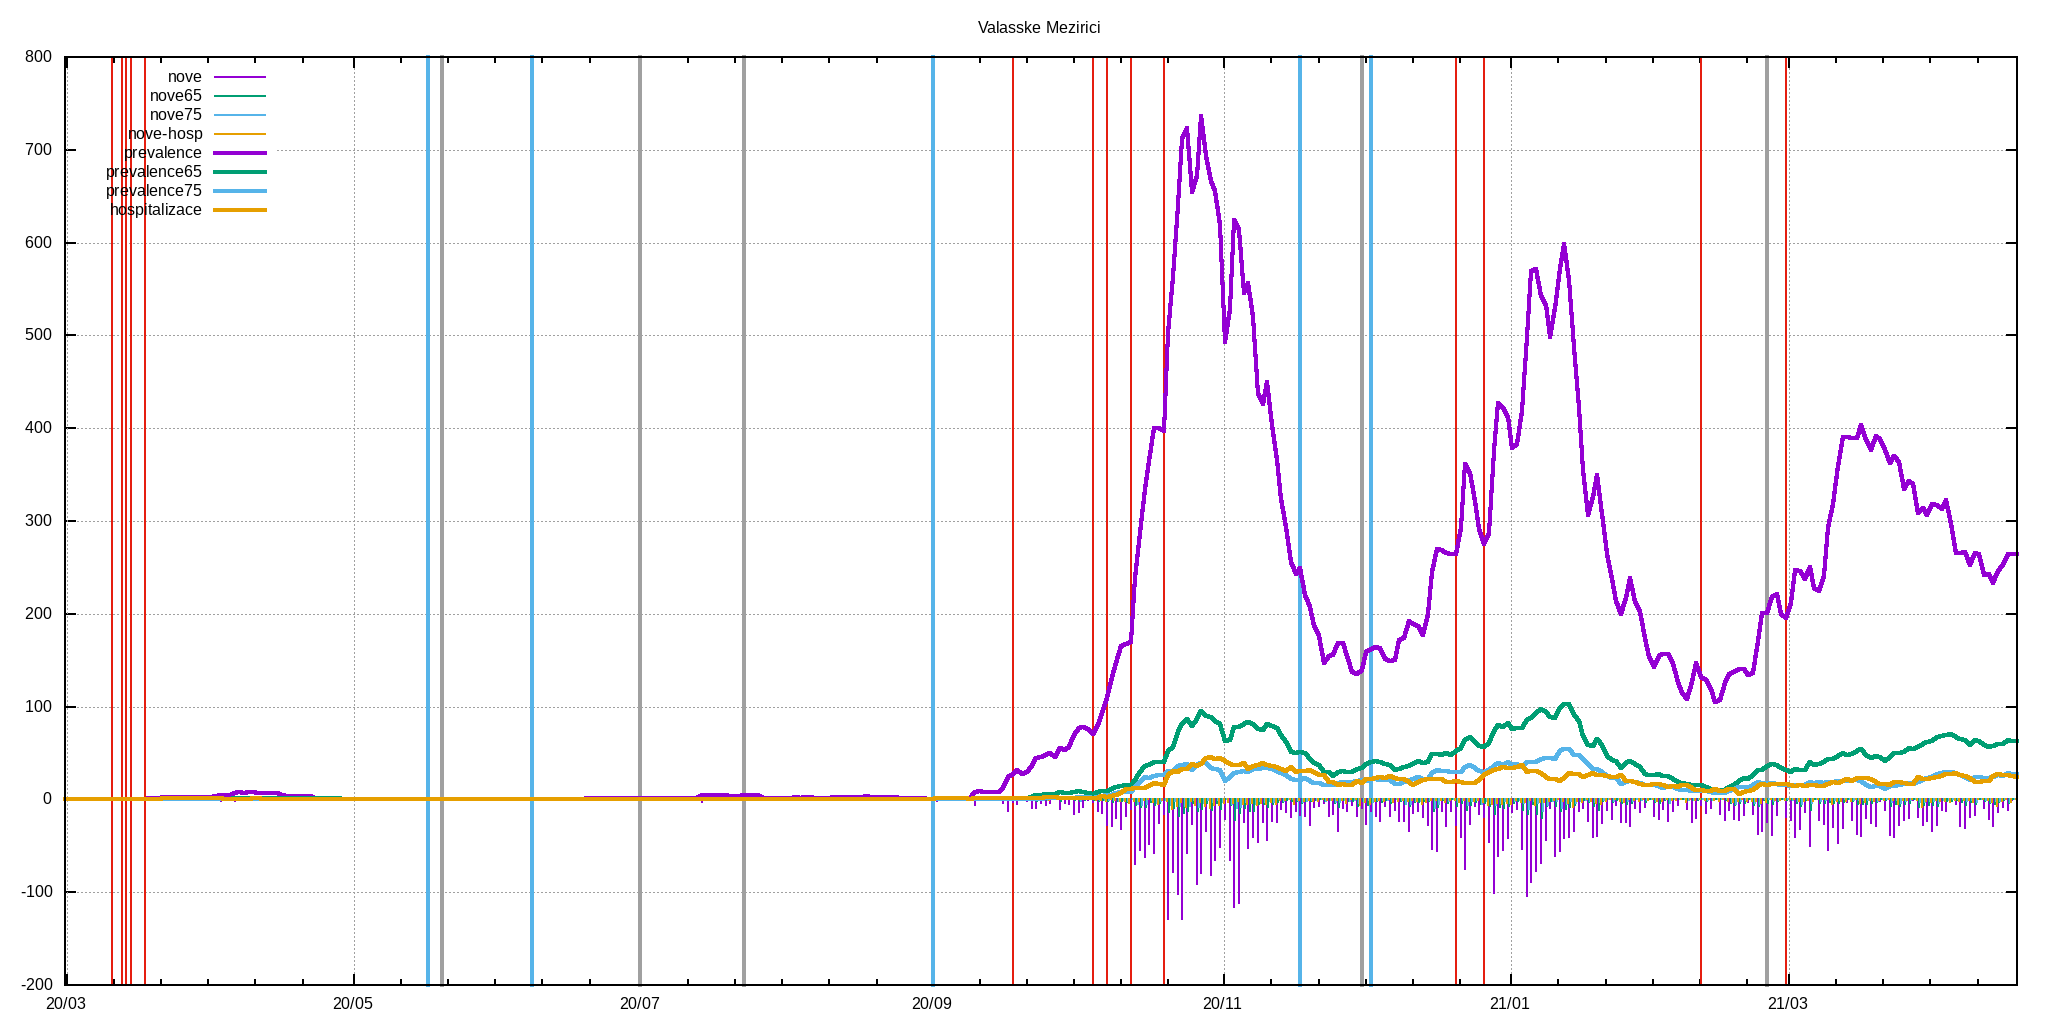 Valasske Mezirici
800
700
600
500
400
300
200
100
0
-100
-200
nove
nove65
nove75
nove-hosp
prevalence
prevalence65
prevalence75
hospitalizace
20/03 20/05 20/07 20/09 20/11 21/01 21/03